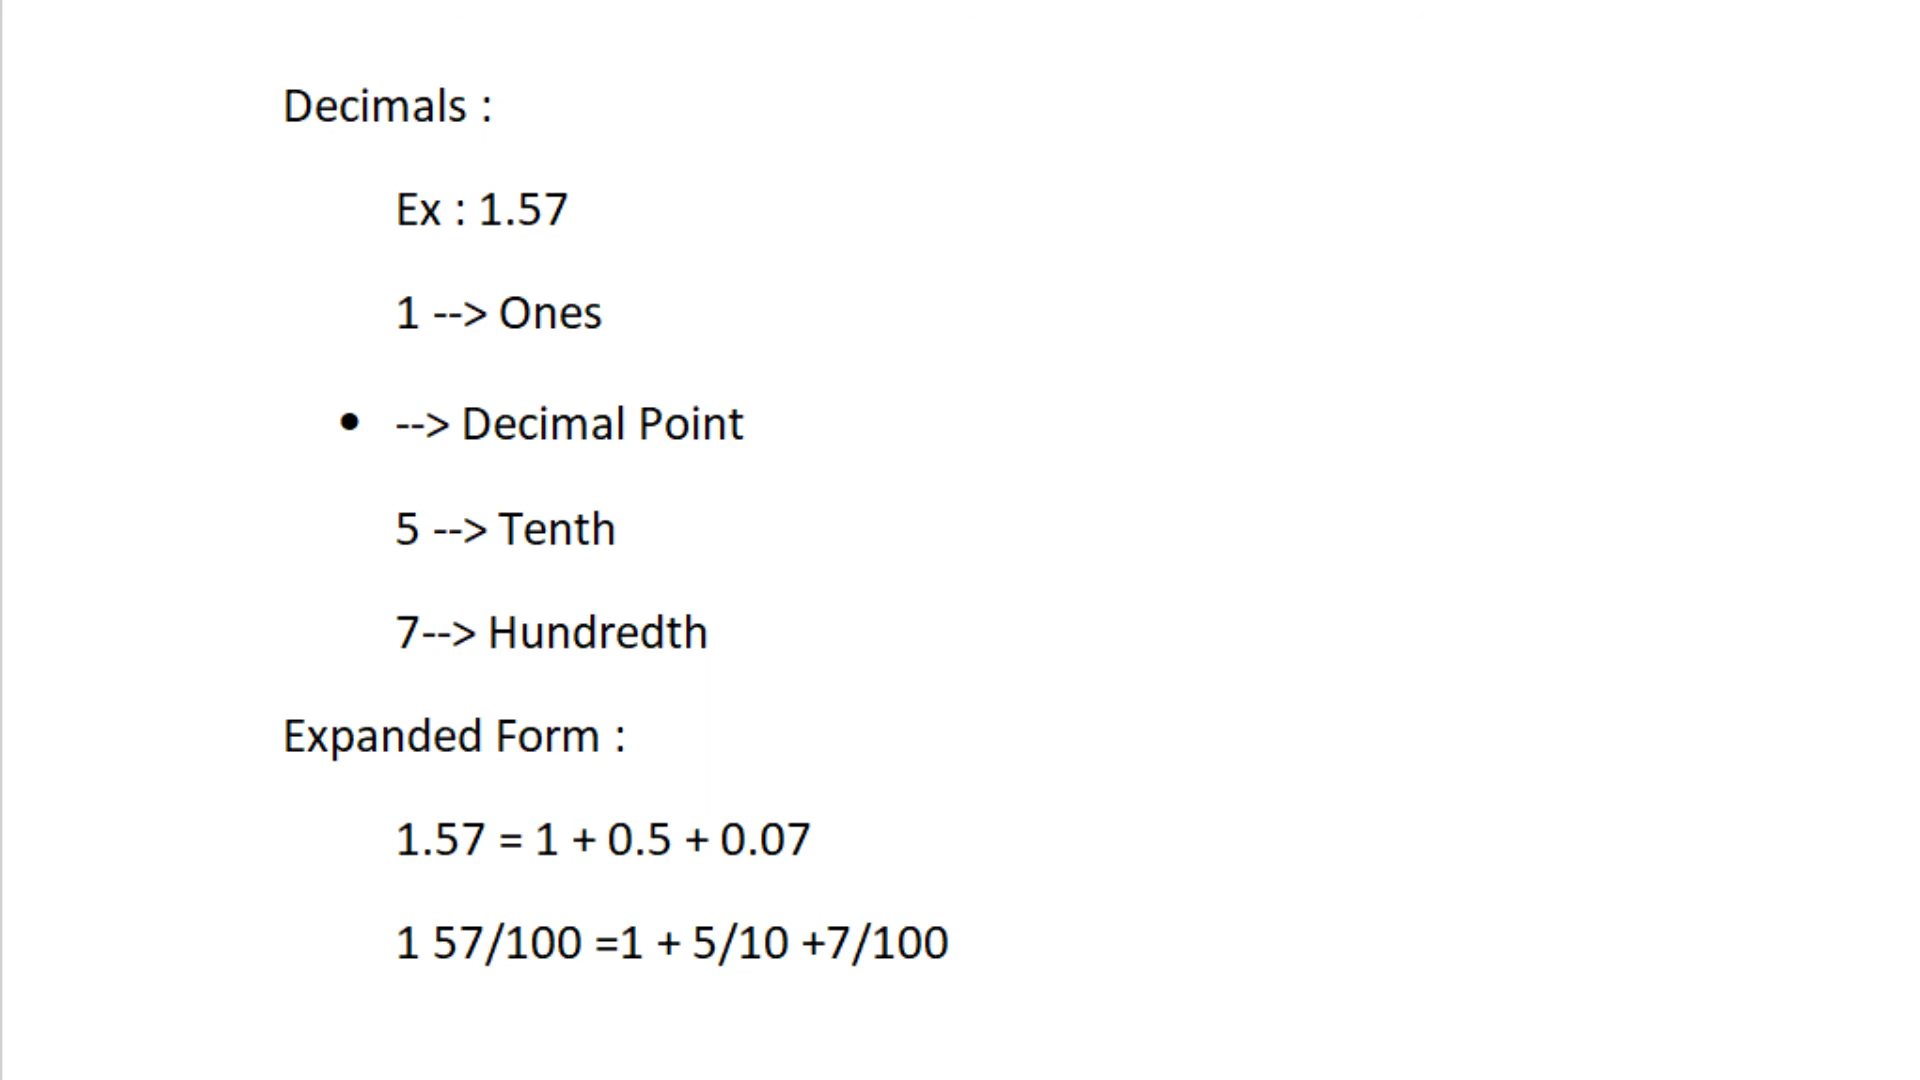 Decimals :
Ex : 1.57
1 --> Ones
• --> Decimal Point
5 --> Tenth
7--> Hundredth
Expanded Form :
1.57 = 1 + 0.5 + 0.07
1 57/100 =1 + 5/10 +7/100